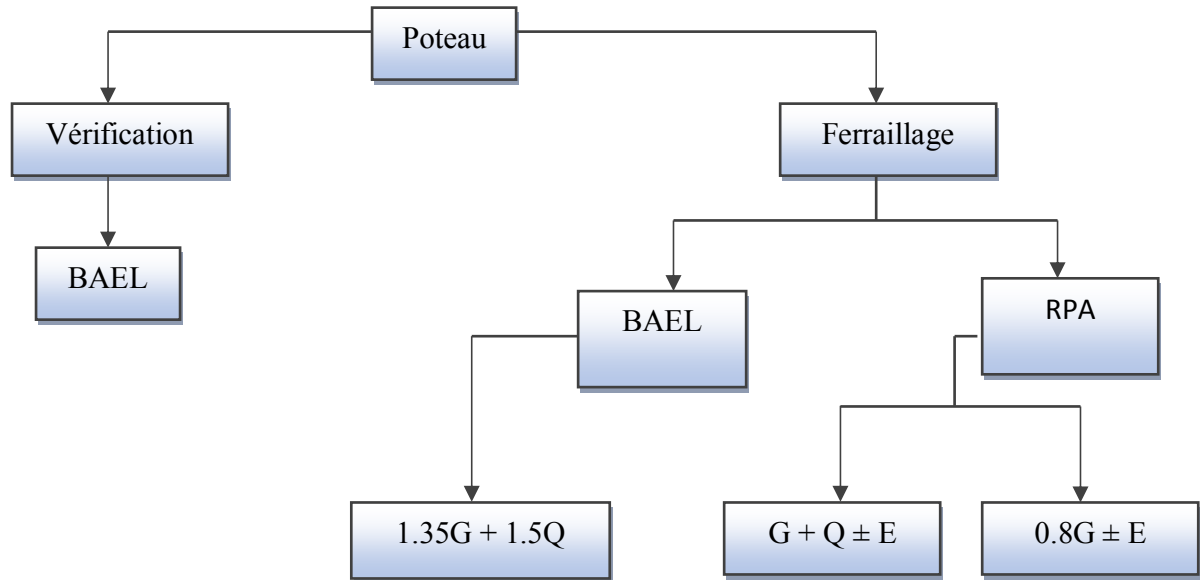 Poteau
Vérification
Ferraillage
BAEL
BAEL
RPA
1.35G + 1.5Q
G + Q ± E
0.8G ± E